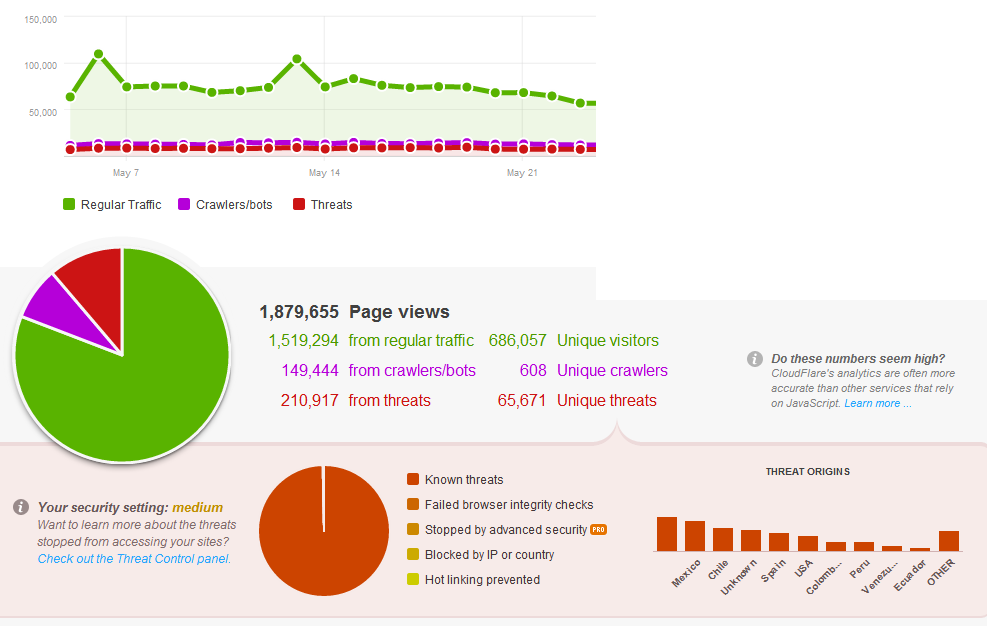 150,000
100,000
50,000
May 7
May 14
May 21
Regular Traffic
Crawlers/bots
Threats
1,879,655 Page views
1,519,294 from regular traffic 686,057 Unique visitors
149,444 from crawlers/bots 608 Unique crawlers
210,917 from threats 65,671 Unique threats
i Do these numbers seem high?
CloudFlare's analytics are often more
accurate than other services that rely
on JavaScript. Learn more ...
i Your security setting: medium
Want to learn more about the threats
stopped from accessing your sites?
Check out the Threat Control panel.
Known threats
Failed browser integrity checks
Stopped by advanced security PRO
Blocked by IP or country
Hot linking prevented
THREAT ORIGINS
Mexico
Chile
Unknown
Spain
USA
Colomb...
Peru
Venezu...
Ecuador
OTHER